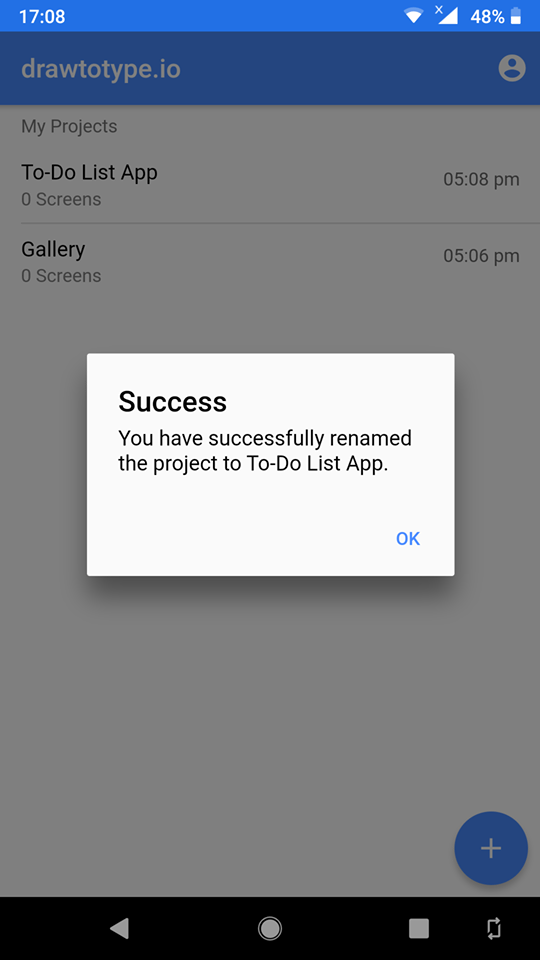 17:08
x
48%
drawtotype.io
My Projects
To-Do List App
05:08 pm
0 Screens
Gallery
05:06 pm
0 Screens
Success
You have successfully renamed
the project to To-Do List App.
OK